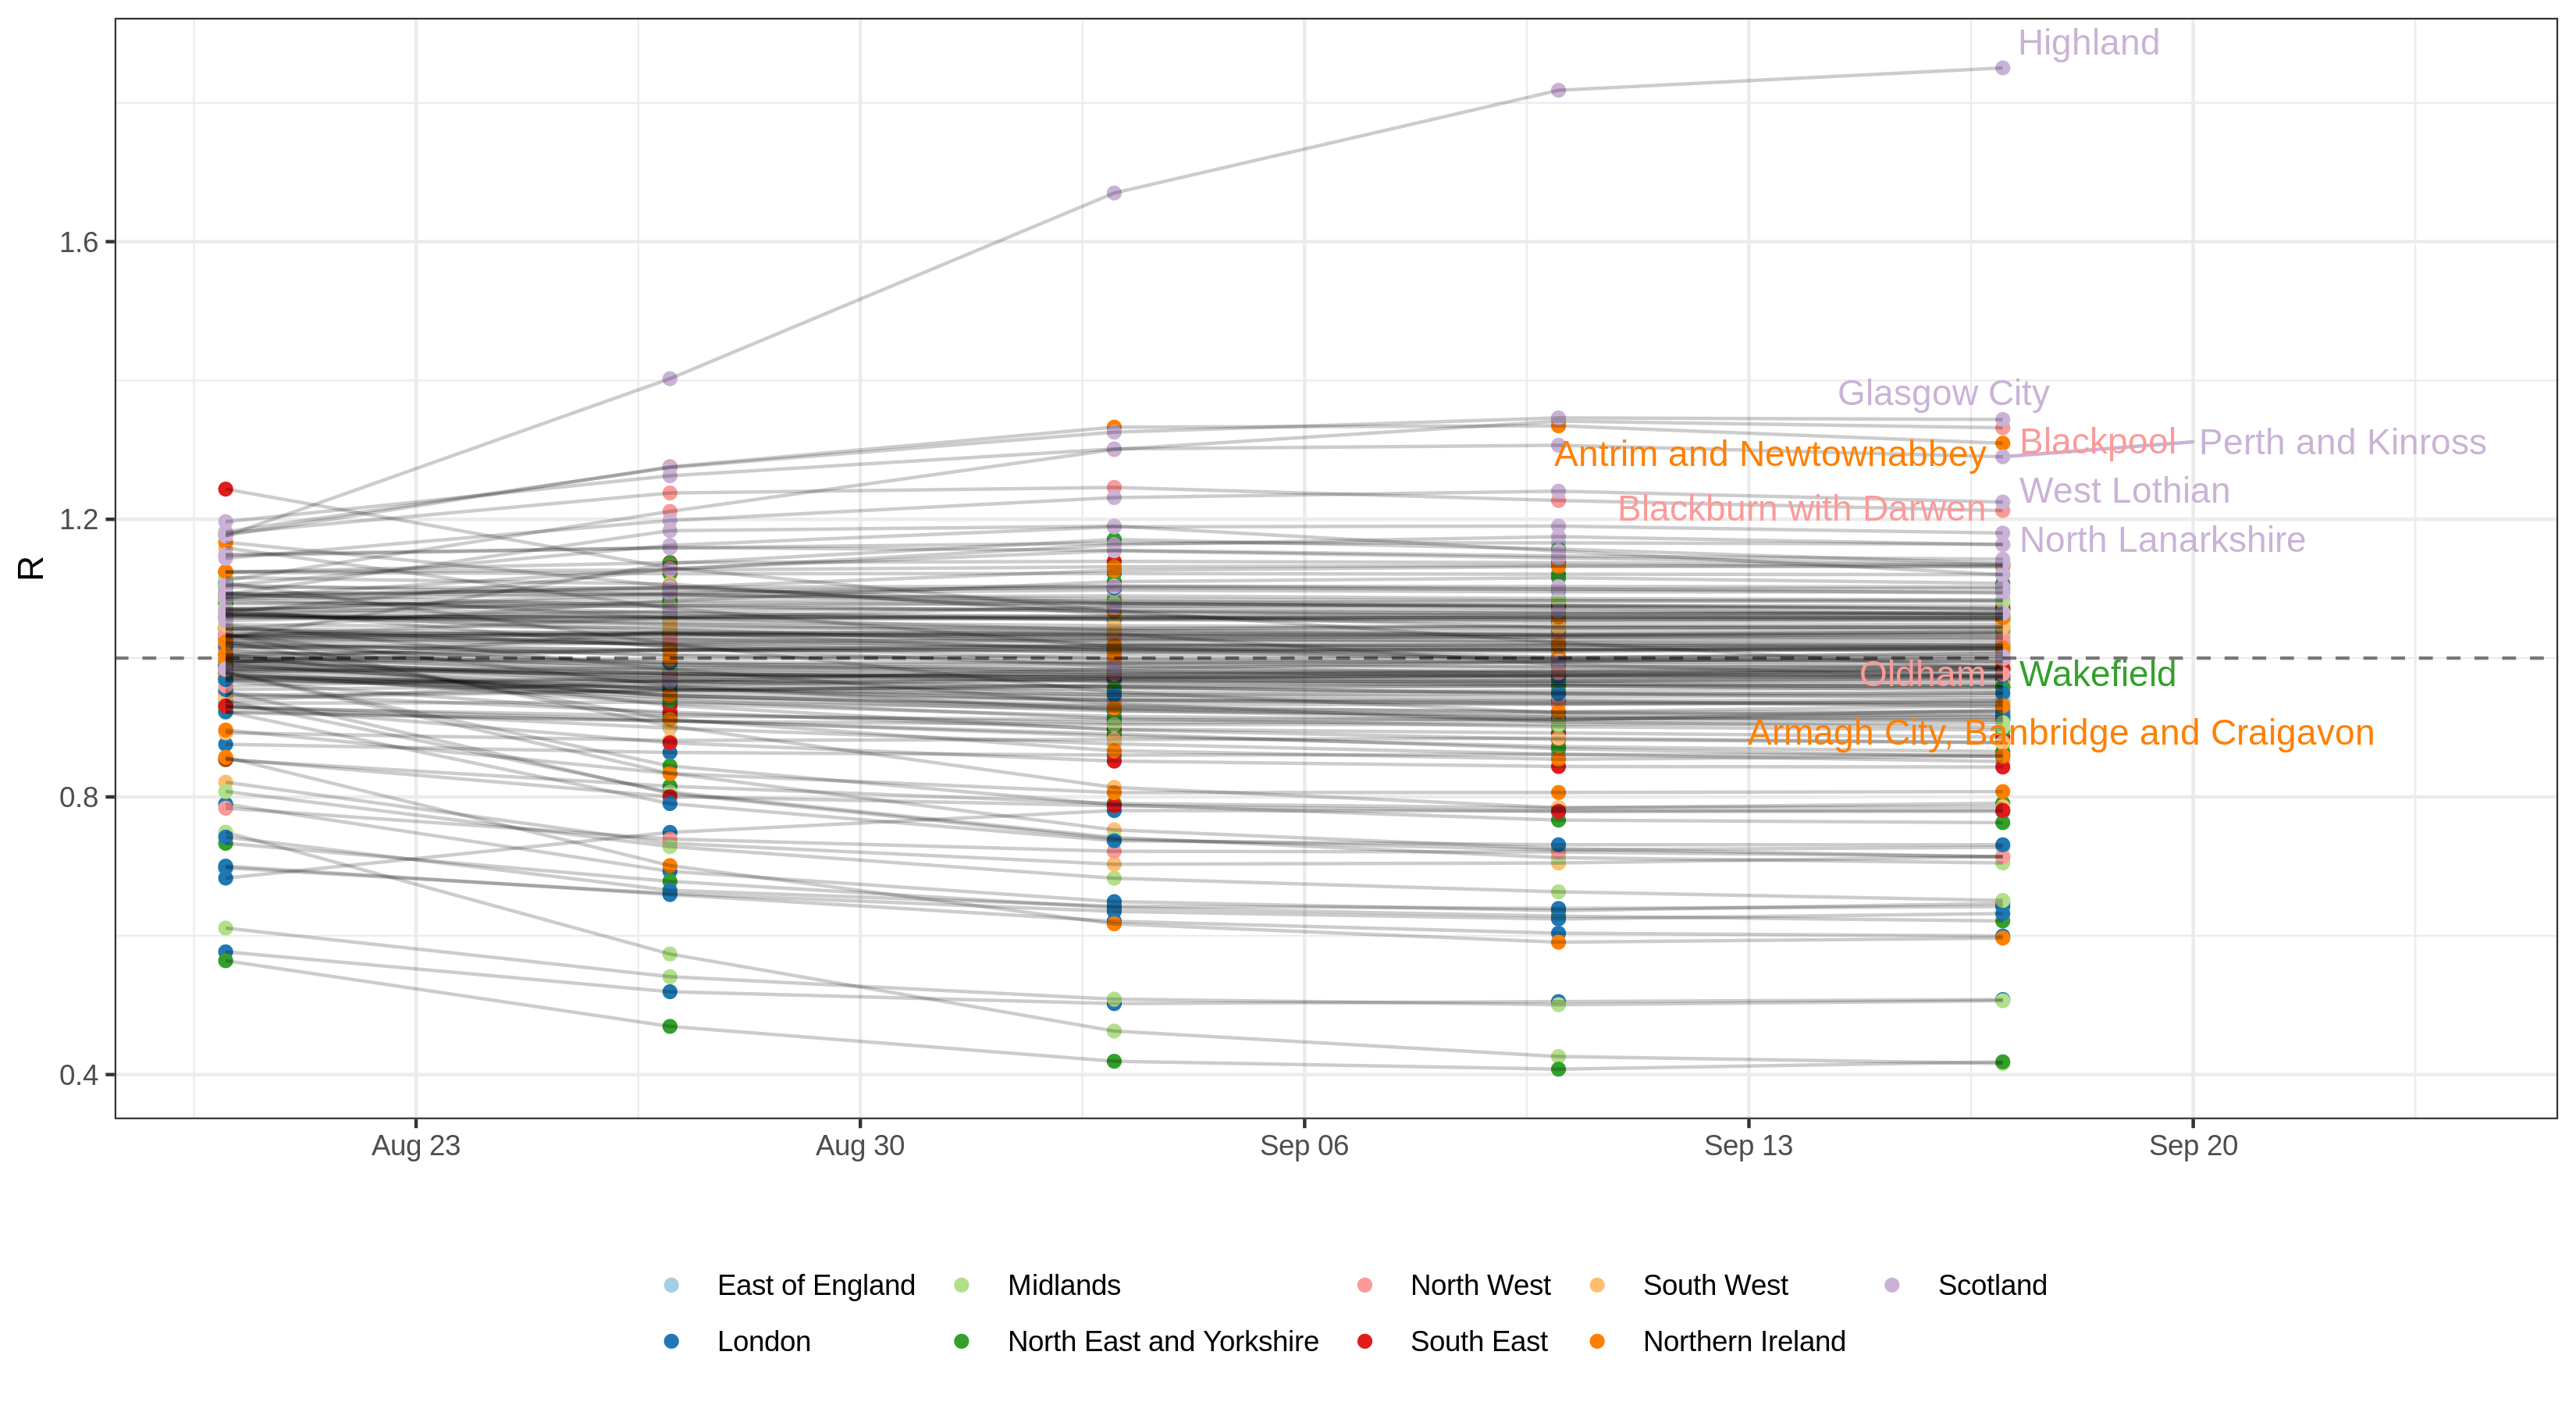 Highland
1.6
Glasgow City
Blackpool
Perth and Kinross
Antrim and Newtownabbey
West Lothian
Blackburn with Darwen
1.2
North Lanarkshire
R
Oldham
Wakefield
Armagh City, Banbridge and Craigavon
0.8
0.4
Aug 23
Aug 30
Sep 06
Sep 13
Sep 20
East of England
Midlands
North West
South West
Scotland
London
North East and Yorkshire
South East
Northern Ireland